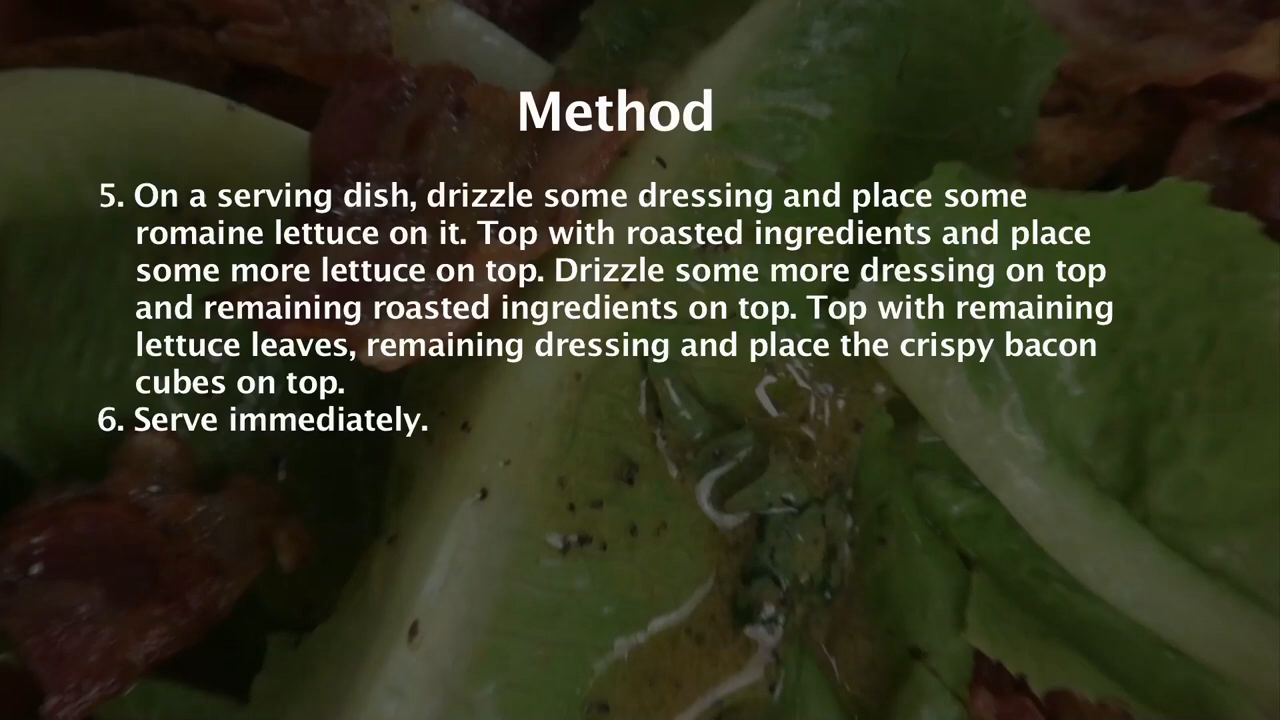 Method
5. On a serving dish, drizzle some dressing and place some
romaine lettuce on it. Top with roasted ingredients and place
some more lettuce on top. Drizzle some more dressing on top
and remaining roasted ingredients on top. Top with remaining
lettuce leaves, remaining dressing and place the crispy bacon
cubes on top.
6. Serve immediately.